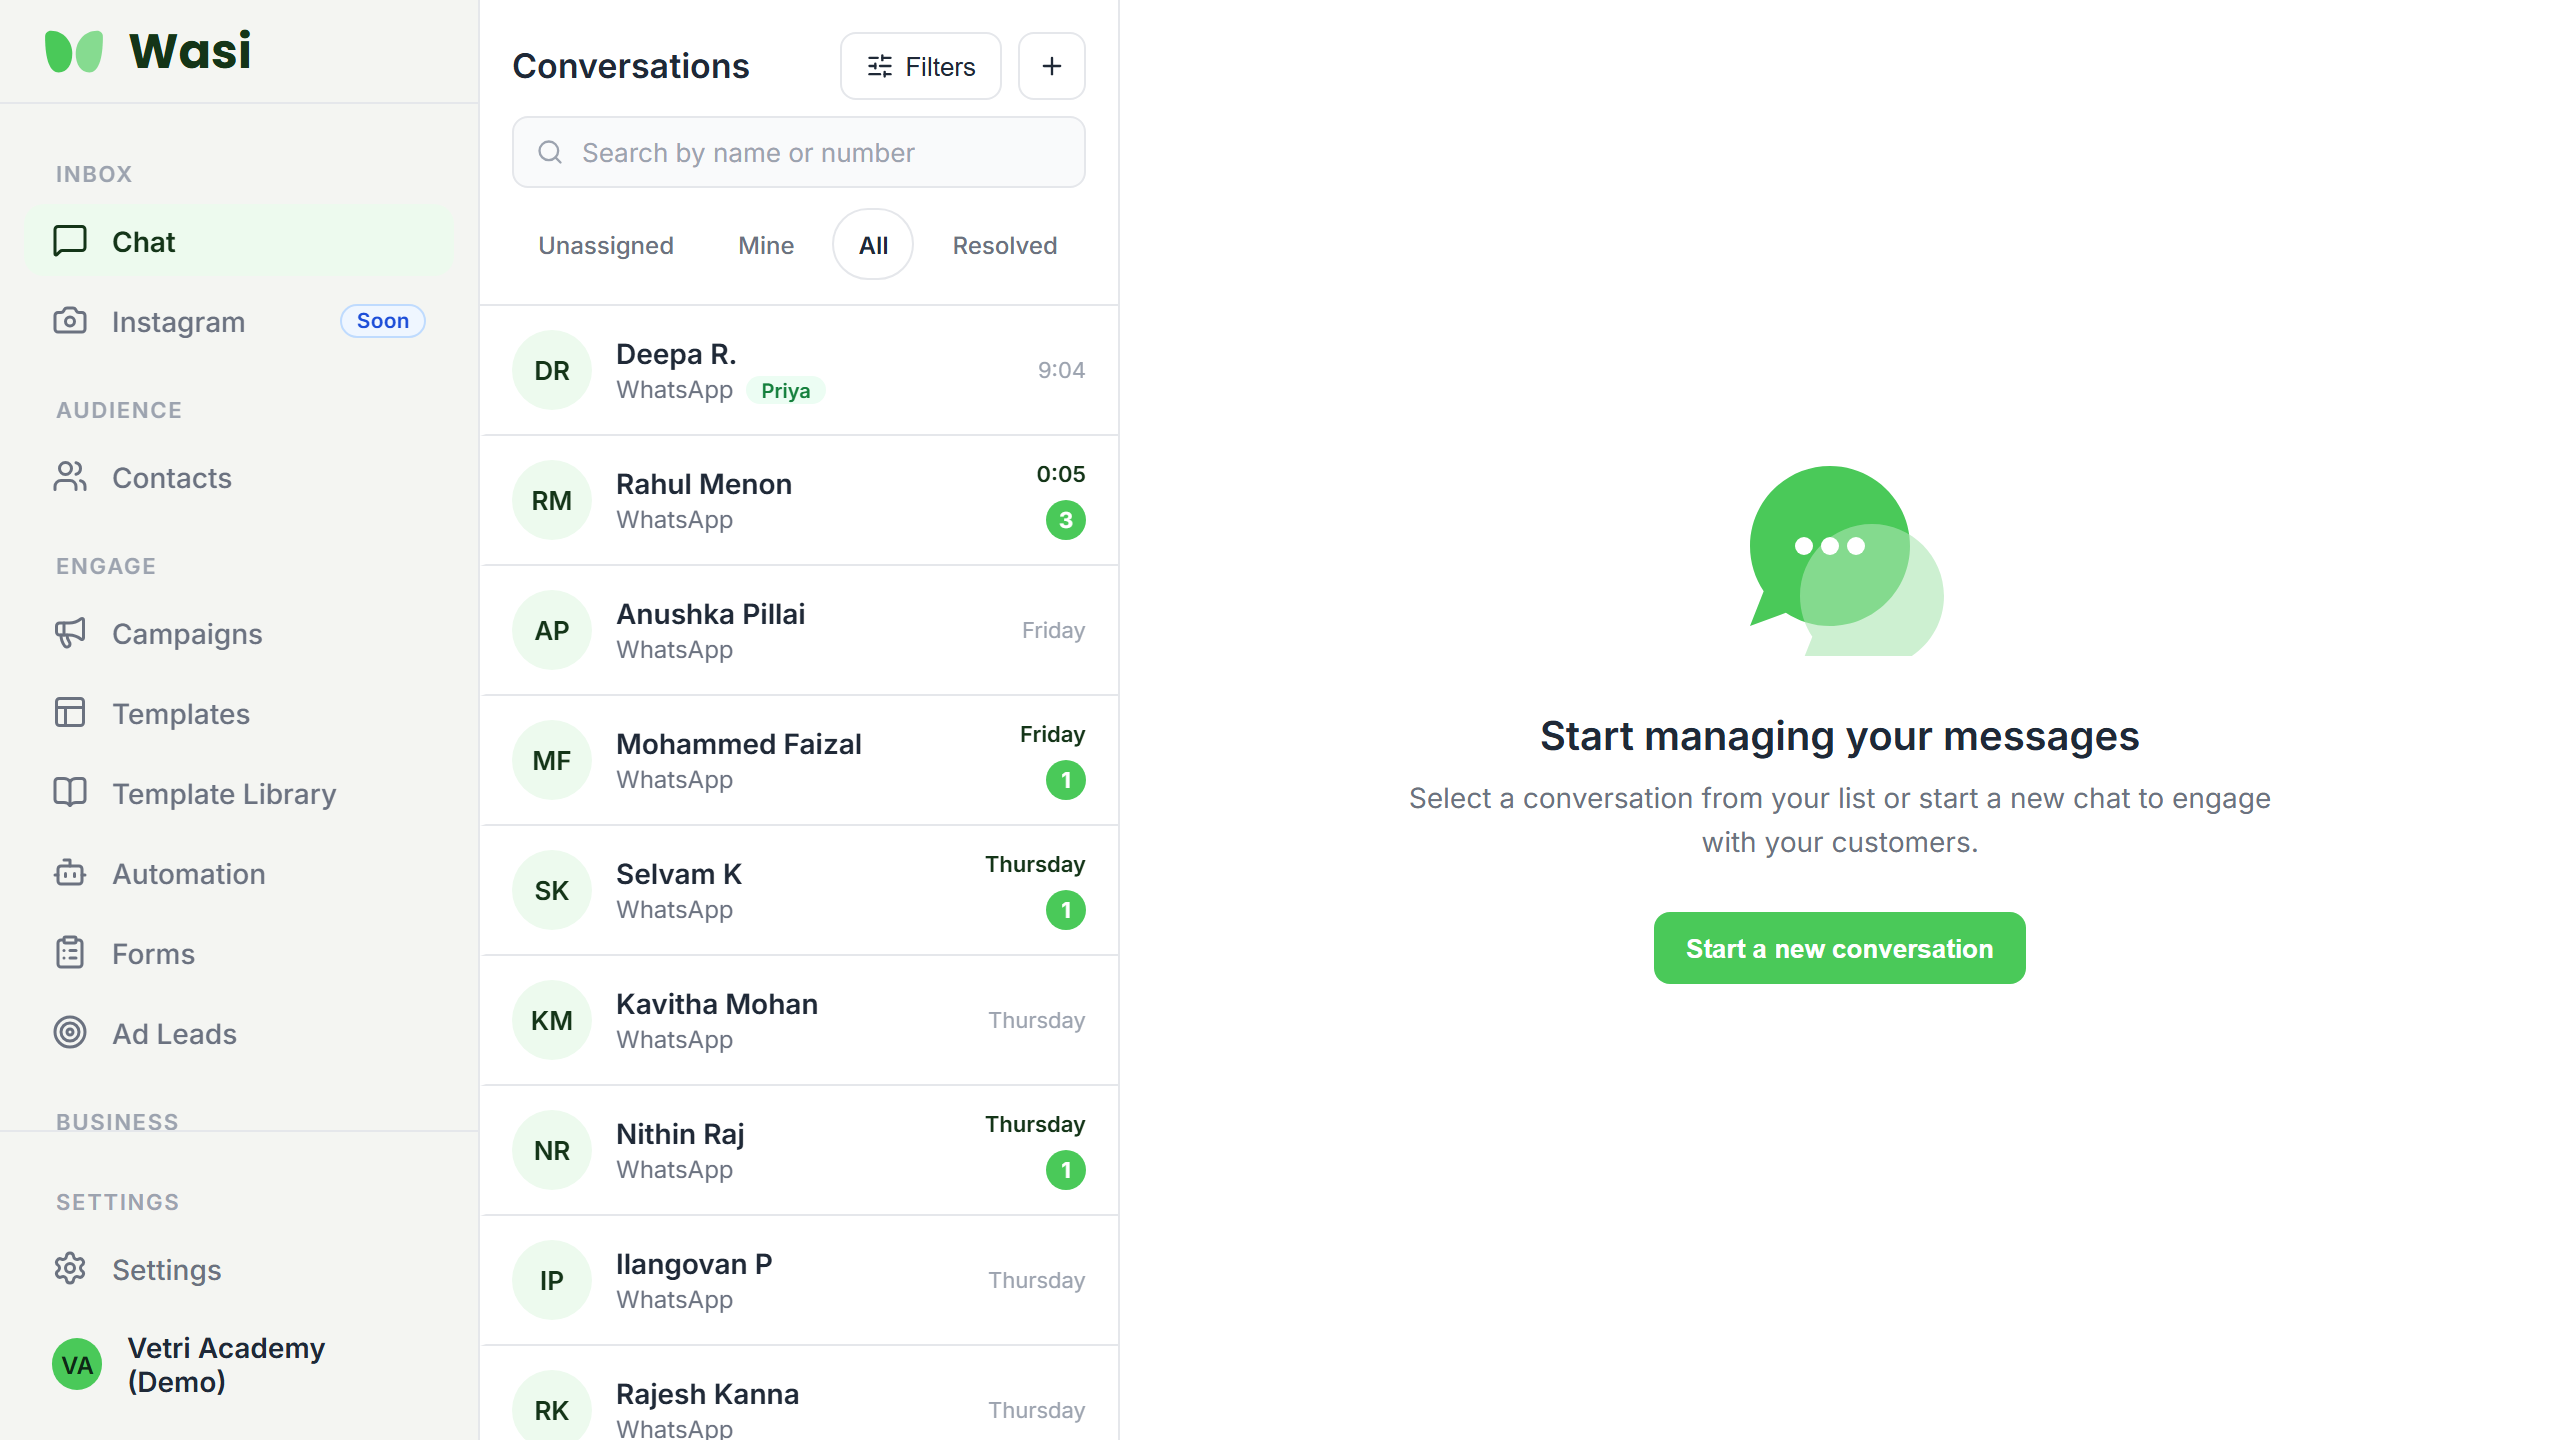 Wasi
INBOX
Chat
Instagram Soon
AUDIENCE
Contacts
ENGAGE
Campaigns
Templates
Template Library
Automation
Forms
Ad Leads
BUSINESS
SETTINGS
Settings
VA
Vetri Academy
(Demo)
Conversations
Filters
Search by name or number
Unassigned Mine All Resolved
DR
Deepa R.
WhatsApp Priya
9:04
RM
Rahul Menon
WhatsApp
0:05
3
AP
Anushka Pillai
WhatsApp
Friday
MF
Mohammed Faizal
WhatsApp
Friday
1
SK
Selvam K
WhatsApp
Thursday
1
KM
Kavitha Mohan
WhatsApp
Thursday
NR
Nithin Raj
WhatsApp
Thursday
1
IP
Ilangovan P
WhatsApp
Thursday
RK
Rajesh Kanna
WhatsApp
Thursday
Start managing your messages
Select a conversation from your list or start a new chat to engage
with your customers.
Start a new conversation